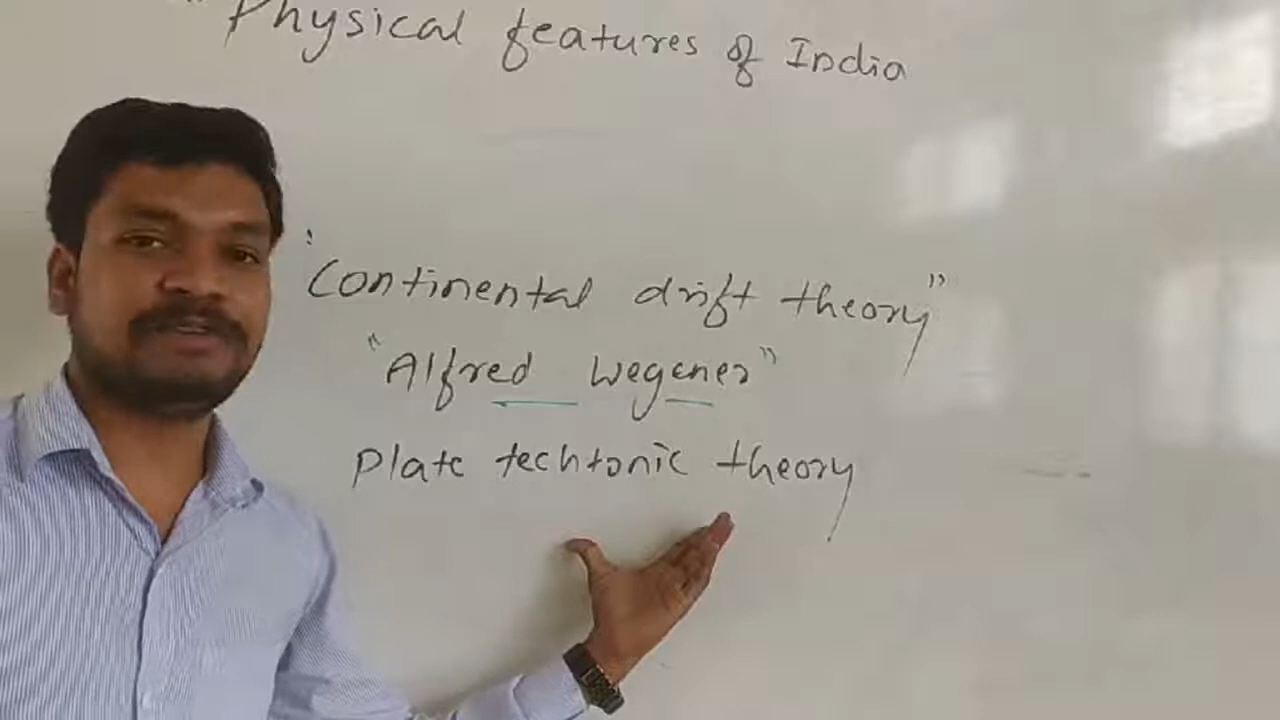 "Physical features of India
"Continental drift theory"
"Alfred Wegener"
Plate techtonic theory